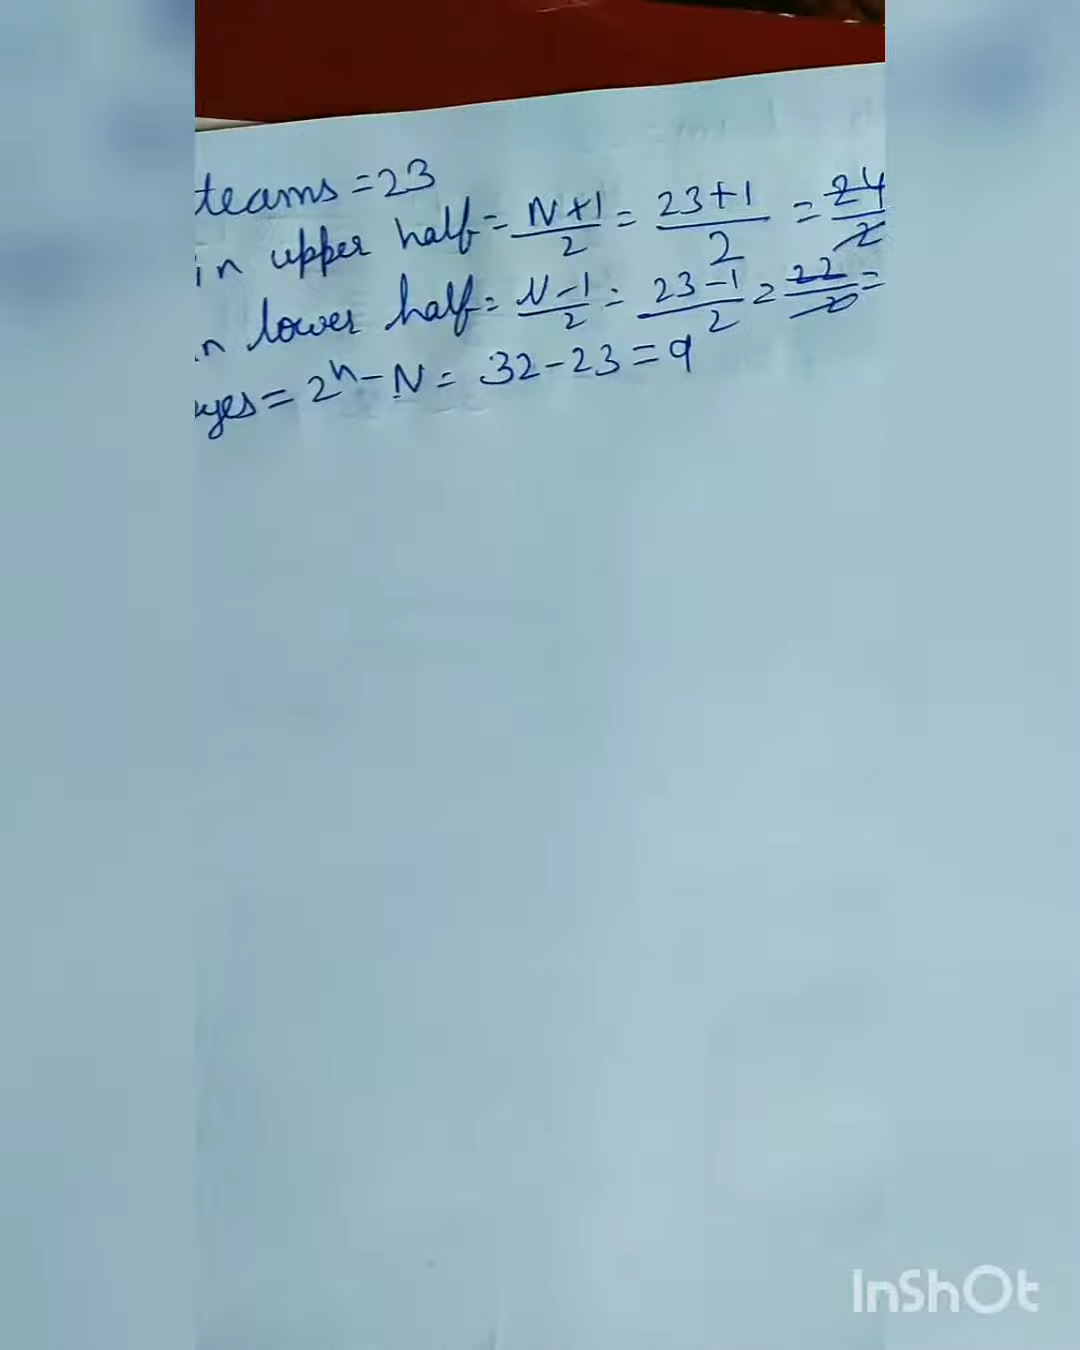 teams = 23
in upper half = N+1/2 = 23+1/2 = 24/2
n lower half = N-1/2 = 23-1/2 = 22/2 =
yes = 2ⁿ - N = 32 - 23 = 9
InShOt